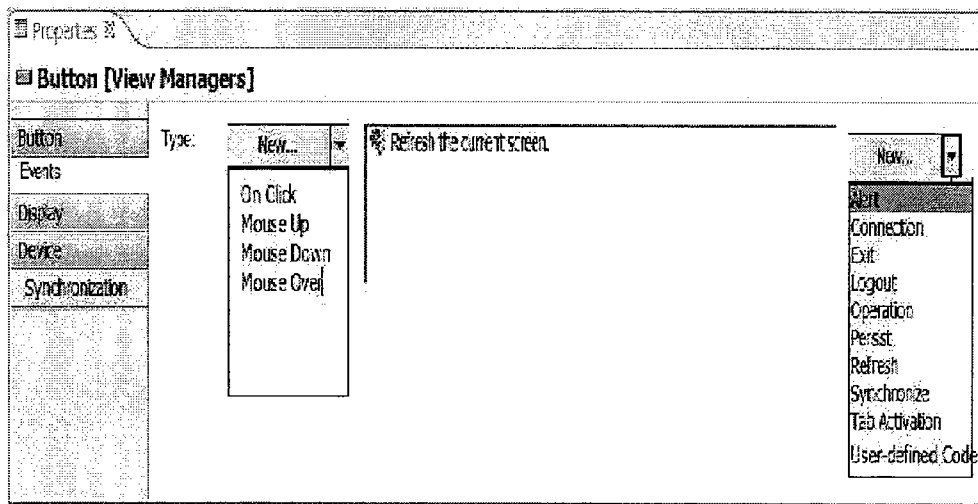 Properties
Button [View Managers]
Button
Events
Display
Device
Synchronization
Type:
New...
On Click
Mouse Up
Mouse Down
Mouse Over
Refresh the current screen.
New...
Alert
Connection
Exit
Logout
Operation
Persist
Refresh
Synchronize
Tab Activation
User-defined Code